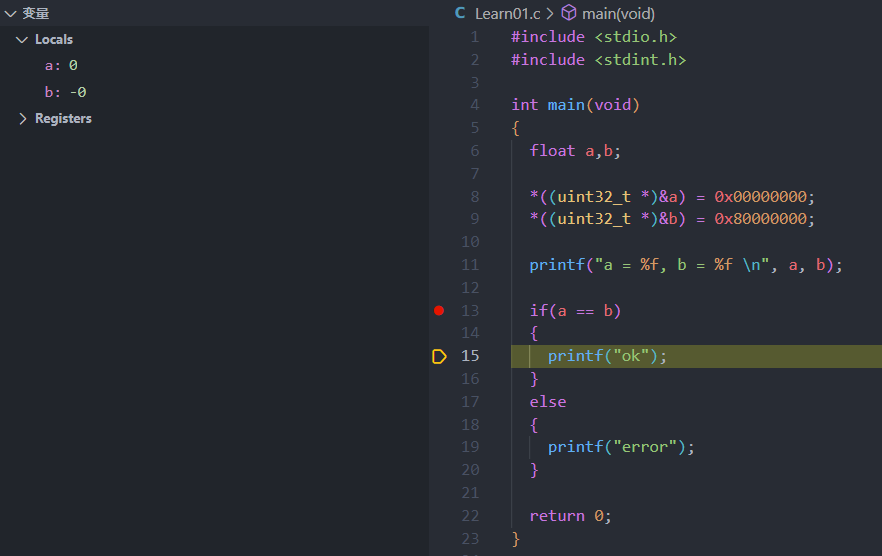 变量
Locals
a: 0
b: -0
Registers
C Learn01.c > main(void)
1 #include <stdio.h>
2 #include <stdint.h>
3
4 int main(void)
5 {
6 float a,b;
7
8 *((uint32_t *)&a) = 0x00000000;
9 *((uint32_t *)&b) = 0x80000000;
10
11 printf("a = %f, b = %f \n", a, b);
12
13 if(a == b)
14 {
15 printf("ok");
16 }
17 else
18 {
19 printf("error");
20 }
21
22 return 0;
23 }